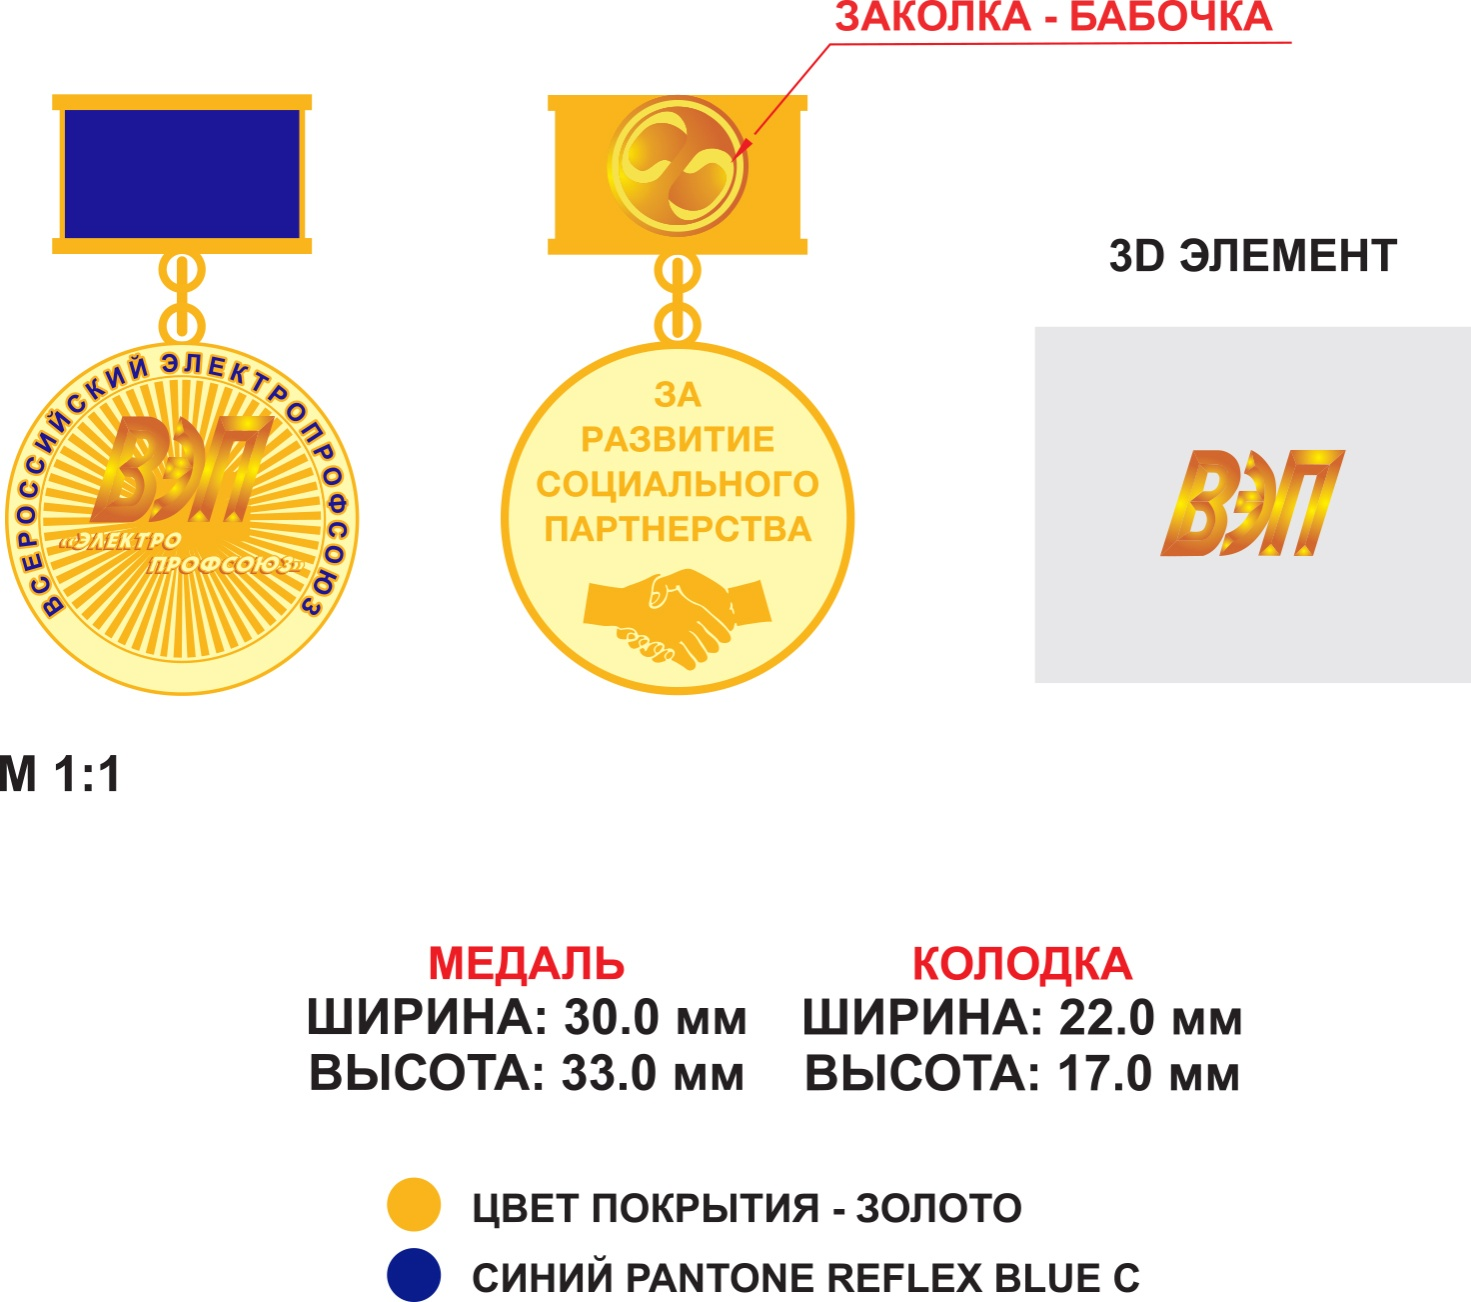 ЗАКОЛКА - БАБОЧКА
ВСЕРОССИЙСКИЙ ЭЛЕКТРОПРОФСОЮЗ
ВЭП
«ЭЛЕКТРО
ПРОФСОЮЗ»
ЗА
РАЗВИТИЕ
СОЦИАЛЬНОГО
ПАРТНЕРСТВА
3D ЭЛЕМЕНТ
ВЭП
М 1:1
МЕДАЛЬ
ШИРИНА: 30.0 мм
ВЫСОТА: 33.0 мм
КОЛОДКА
ШИРИНА: 22.0 мм
ВЫСОТА: 17.0 мм
ЦВЕТ ПОКРЫТИЯ - ЗОЛОТО
СИНИЙ PANTONE REFLEX BLUE C